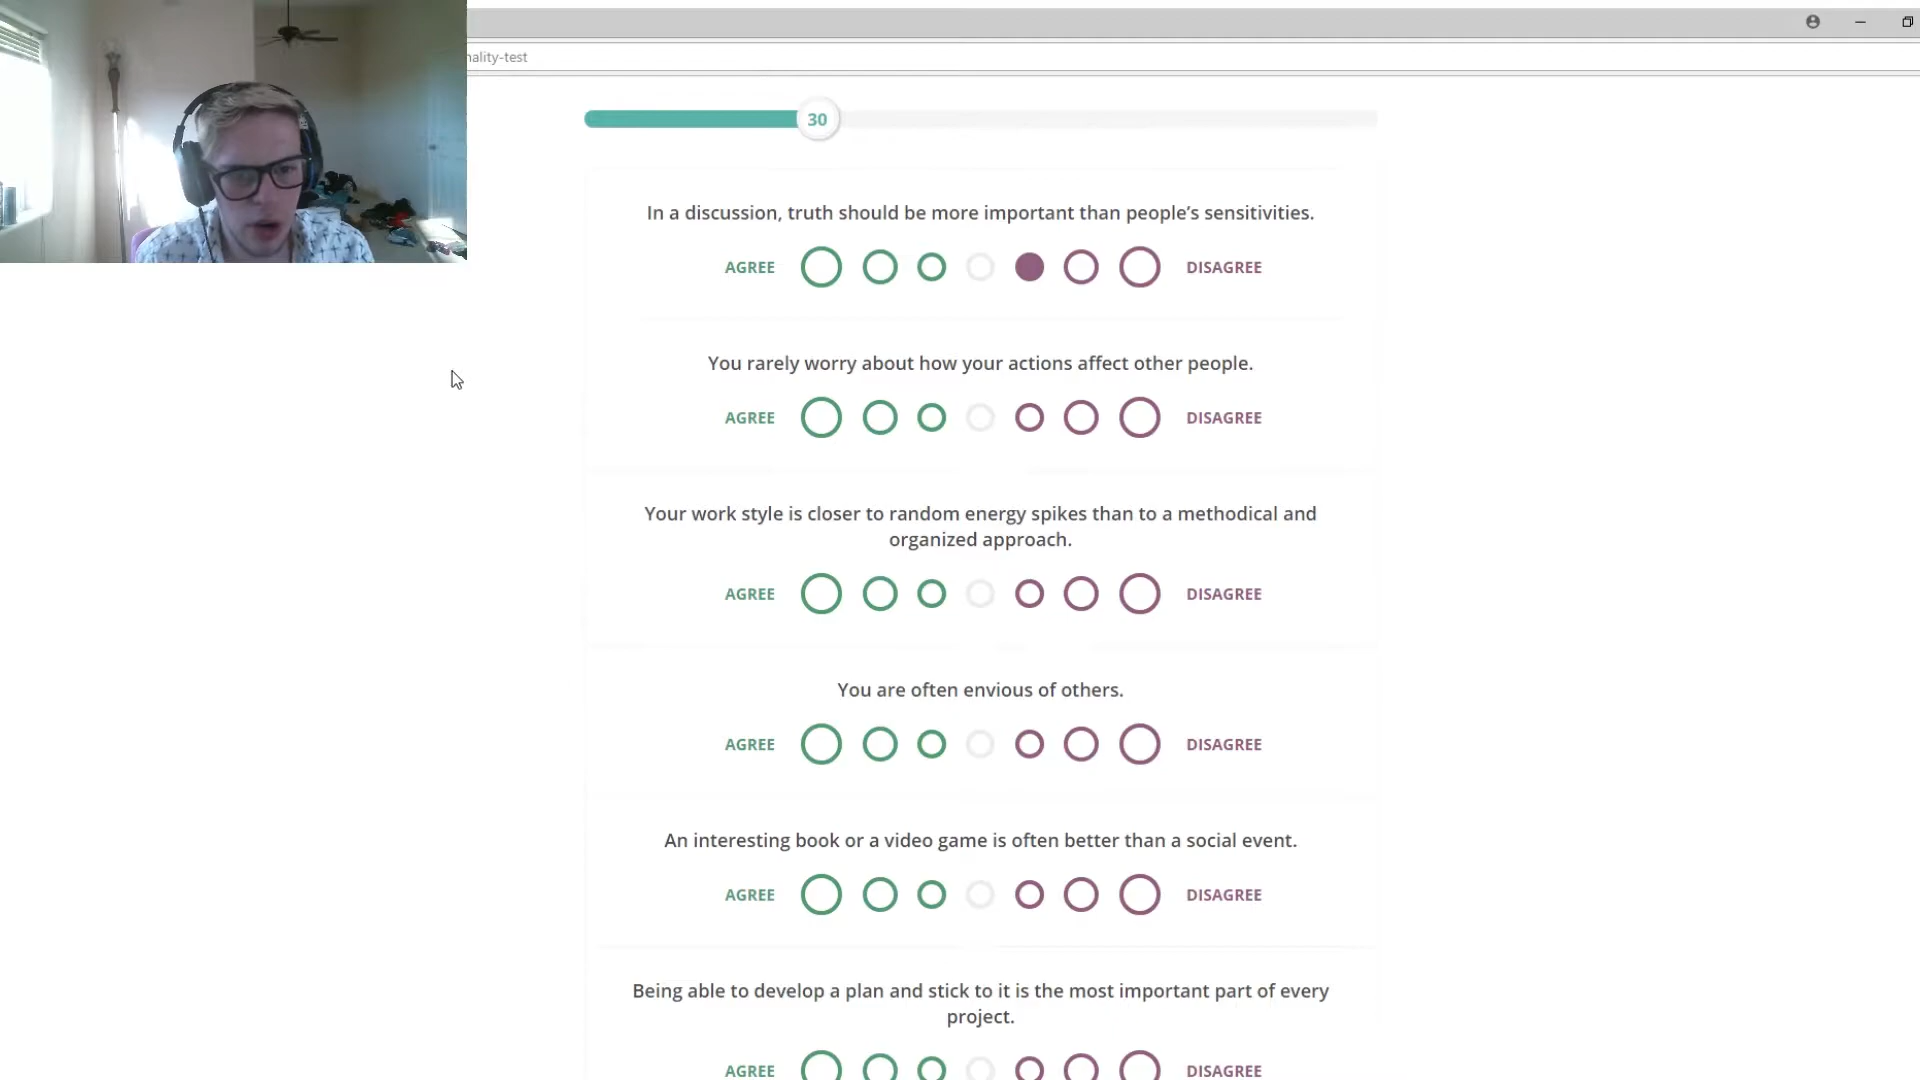 nality-test
30
In a discussion, truth should be more important than people's sensitivities.
AGREE DISAGREE
You rarely worry about how your actions affect other people.
AGREE DISAGREE
Your work style is closer to random energy spikes than to a methodical and
organized approach.
AGREE DISAGREE
You are often envious of others.
AGREE DISAGREE
An interesting book or a video game is often better than a social event.
AGREE DISAGREE
Being able to develop a plan and stick to it is the most important part of every
project.
AGREE DISAGREE